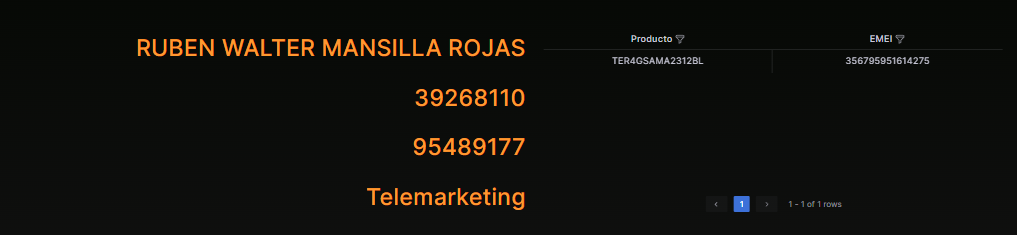 RUBEN WALTER MANSILLA ROJAS
39268110
95489177
Telemarketing
Producto EMEI
TER4GSAMA2312BL 356795951614275
‹ 1 › 1 - 1 of 1 rows